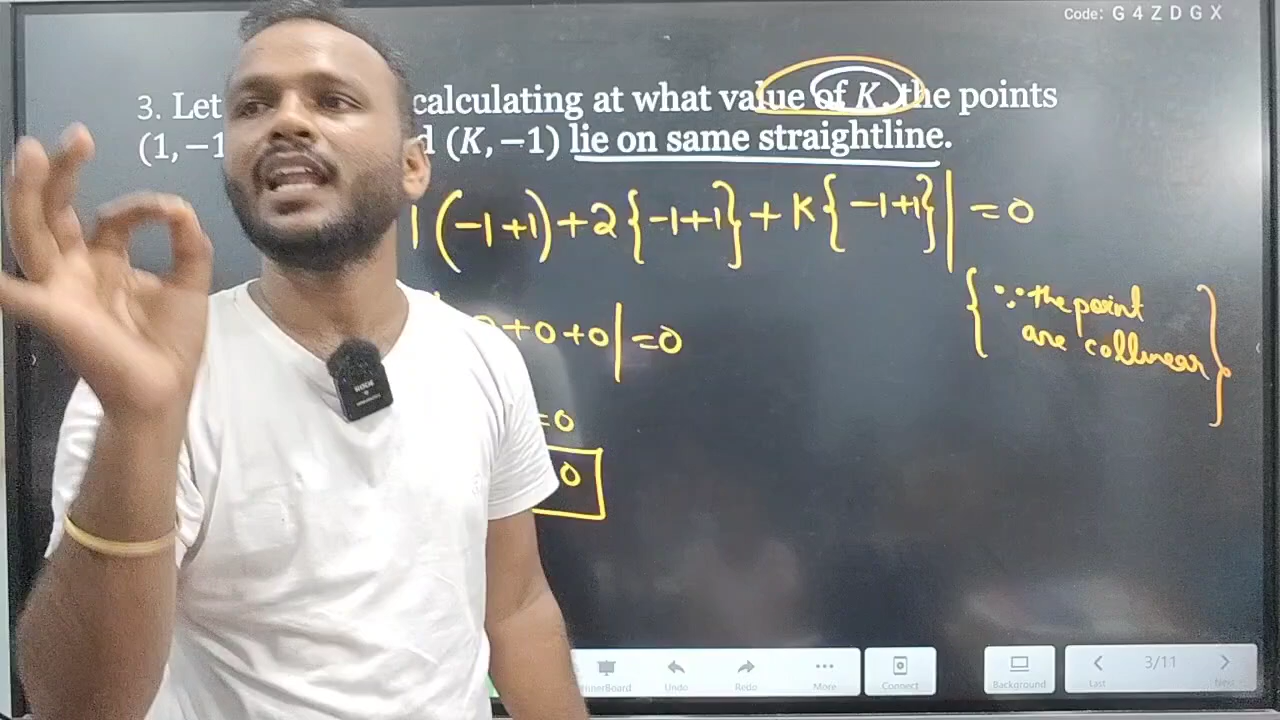 Code: G 4 Z D G X
3. Let calculating at what value of K, the points
(1, −1 (K, −1) lie on same straightline.
1(-1+1)+2{-1+1}+K{-1+1}| =0
+0+0|=0
∵ the point
are collinear}
=0
0
Undo Redo More Connect Background Last 3/11